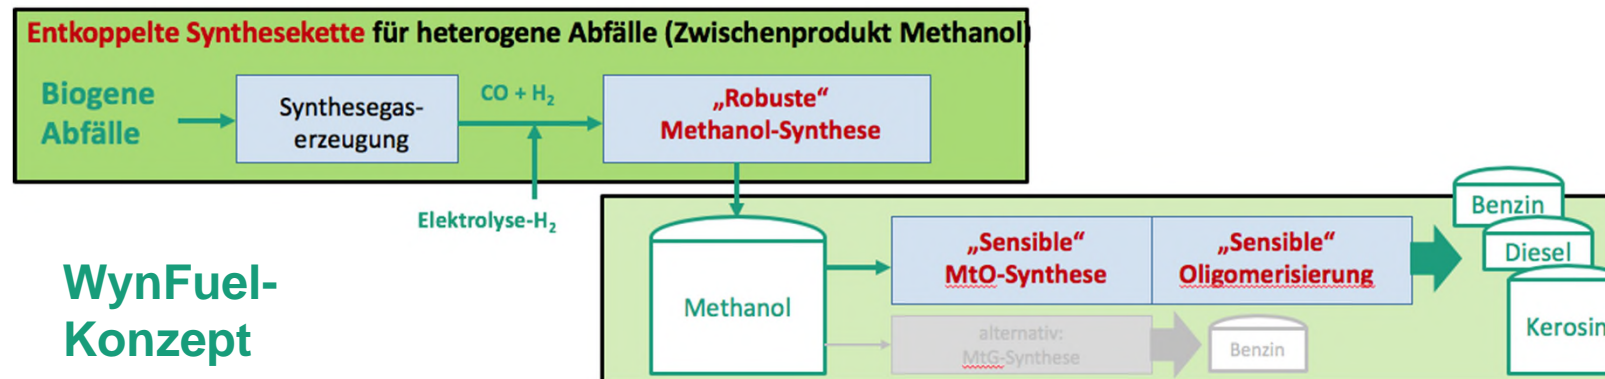 Entkoppelte Synthesekette für heterogene Abfälle (Zwischenprodukt Methanol)
Biogene
Abfälle
Synthesegas-
erzeugung
CO + H₂
„Robuste“
Methanol-Synthese
Elektrolyse-H₂
WynFuel-
Konzept
Methanol
„Sensible“
MtO-Synthese
„Sensible“
Oligomerisierung
alternativ:
MtG-Synthese
Benzin
Benzin
Diesel
Kerosin